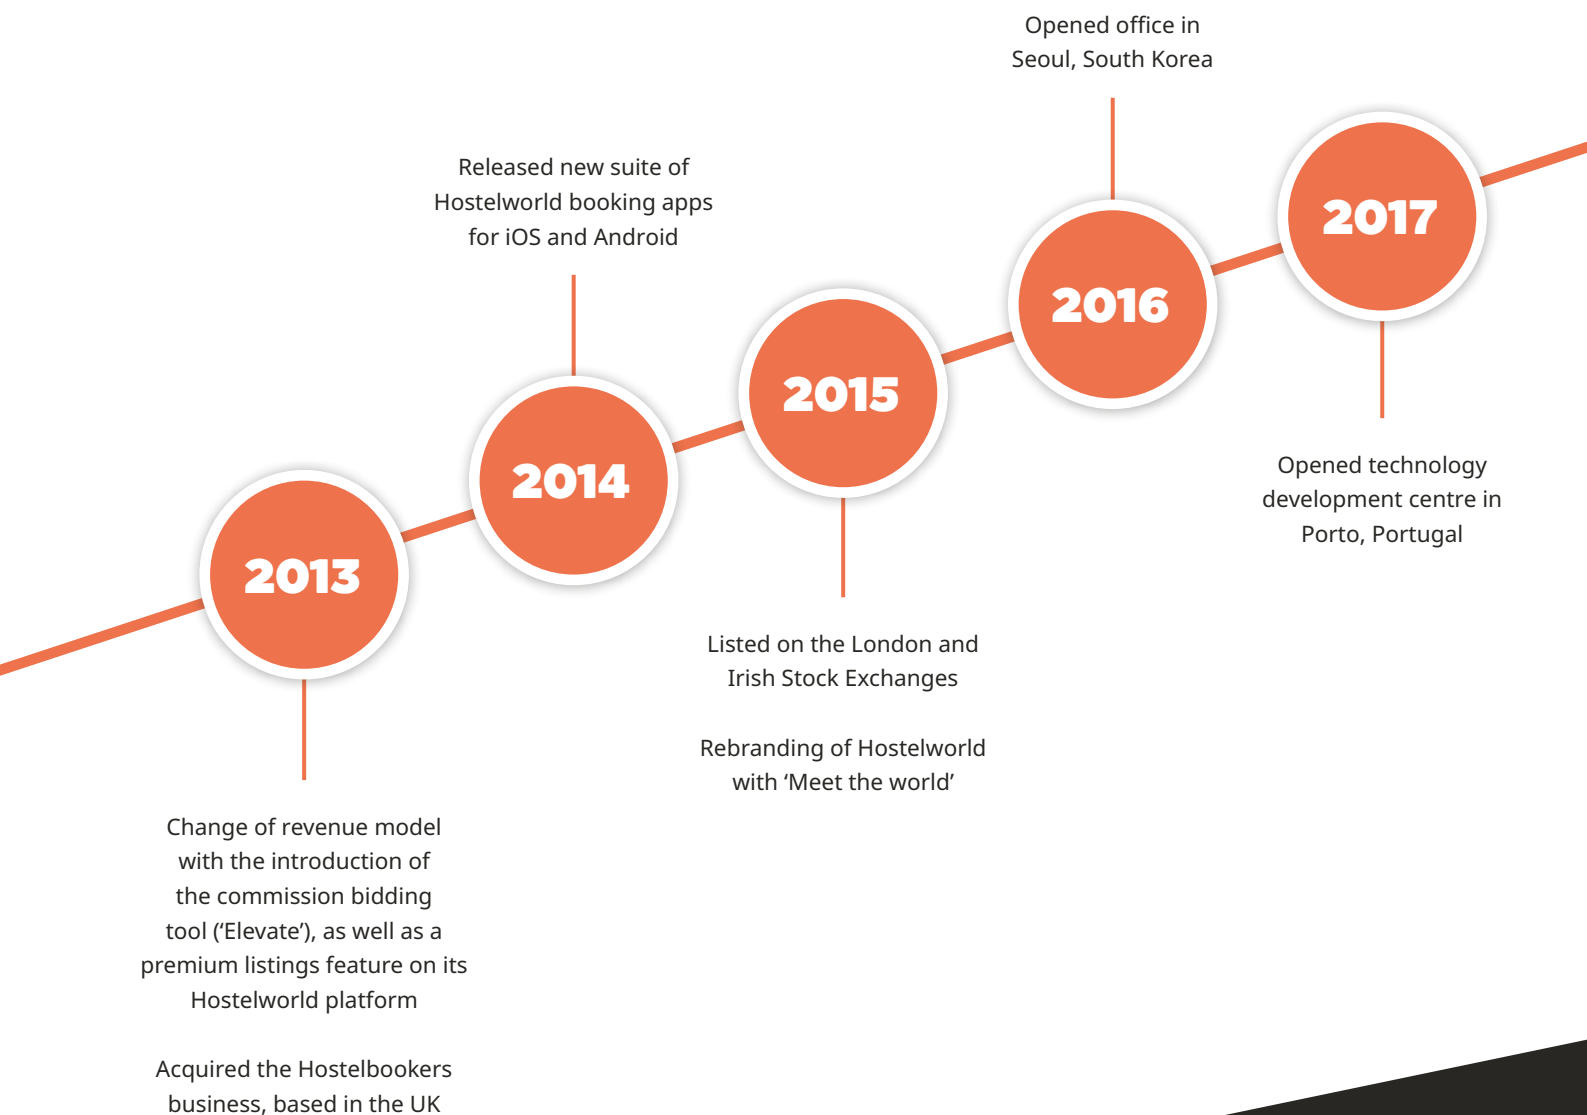 2013
Change of revenue model
with the introduction of
the commission bidding
tool (‘Elevate’), as well as a
premium listings feature on its
Hostelworld platform
Acquired the Hostelbookers
business, based in the UK
Released new suite of
Hostelworld booking apps
for iOS and Android
2014
2015
Listed on the London and
Irish Stock Exchanges
Rebranding of Hostelworld
with ‘Meet the world’
Opened office in
Seoul, South Korea
2016
2017
Opened technology
development centre in
Porto, Portugal